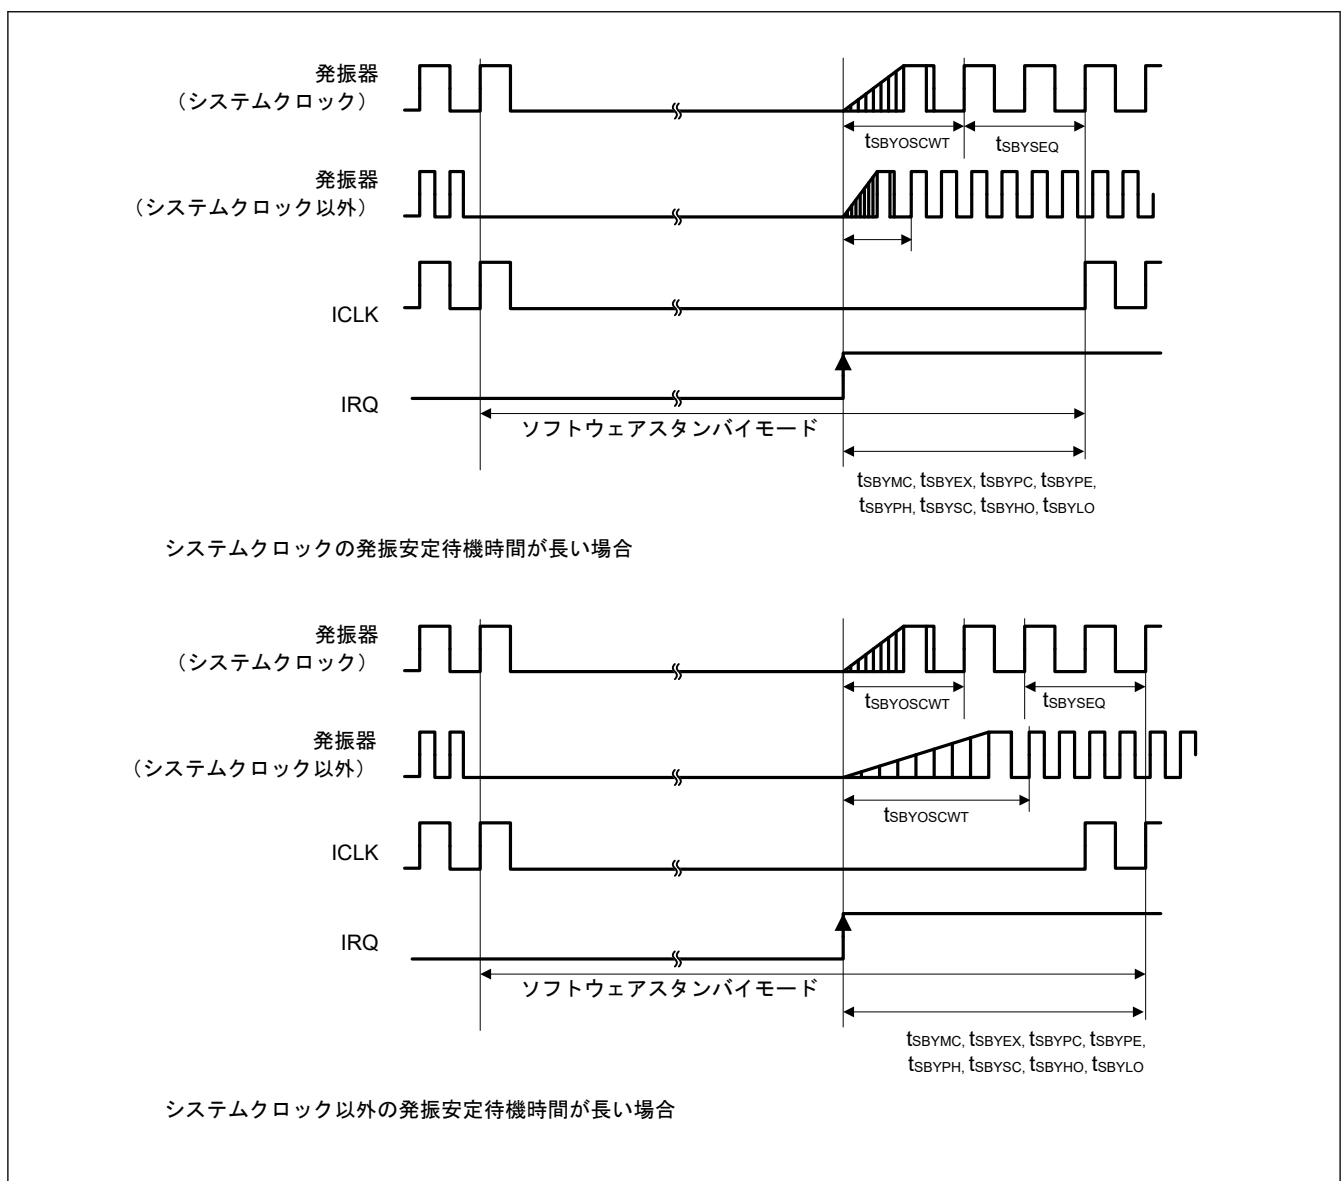 発振器
（システムクロック）
tSBYOSCWT
tSBYSEQ
発振器
（システムクロック以外）
ICLK
IRQ
ソフトウェアスタンバイモード
tSBYMC, tSBYEX, tSBYPC, tSBYPE,
tSBYPH, tSBYSC, tSBYHO, tSBYLO
システムクロックの発振安定待機時間が長い場合
発振器
（システムクロック）
tSBYOSCWT
tSBYSEQ
発振器
（システムクロック以外）
tSBYOSCWT
ICLK
IRQ
ソフトウェアスタンバイモード
tSBYMC, tSBYEX, tSBYPC, tSBYPE,
tSBYPH, tSBYSC, tSBYHO, tSBYLO
システムクロック以外の発振安定待機時間が長い場合